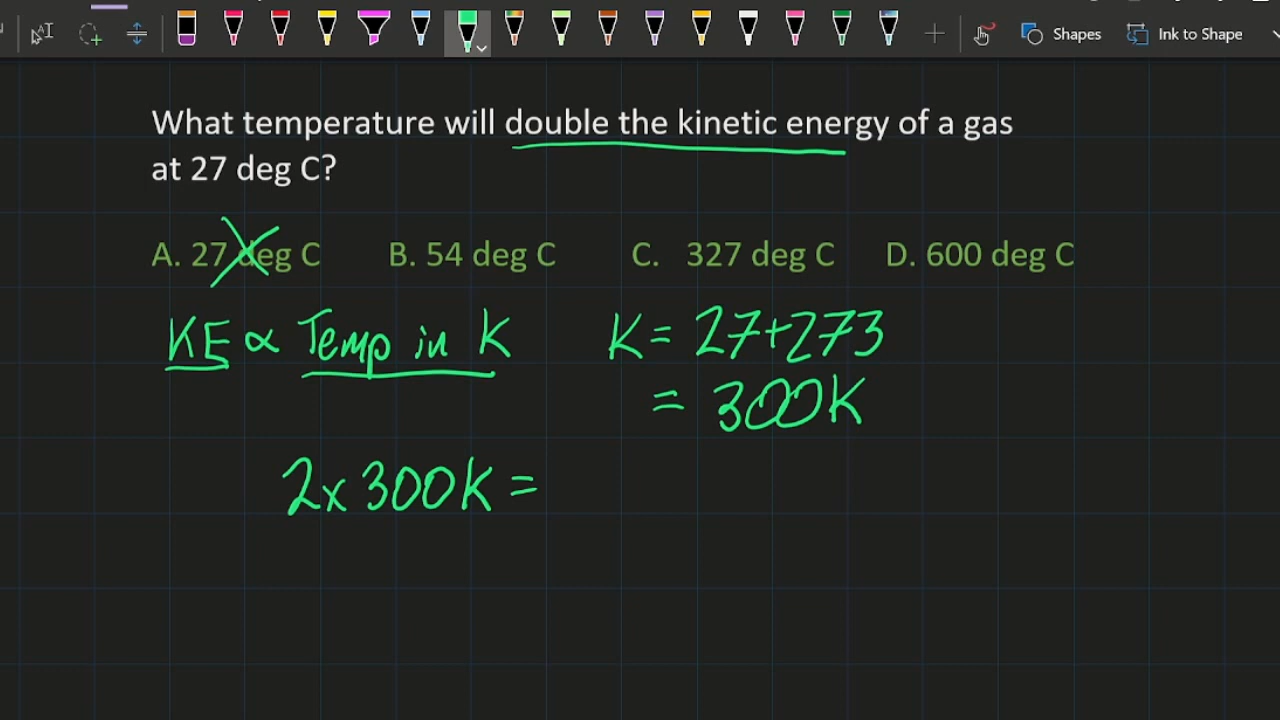 Shapes Ink to Shape
What temperature will double the kinetic energy of a gas
at 27 deg C?
A. 27 deg C B. 54 deg C C. 327 deg C D. 600 deg C
KE ∝ Temp in K K = 27+273
= 300K
2x 300K =